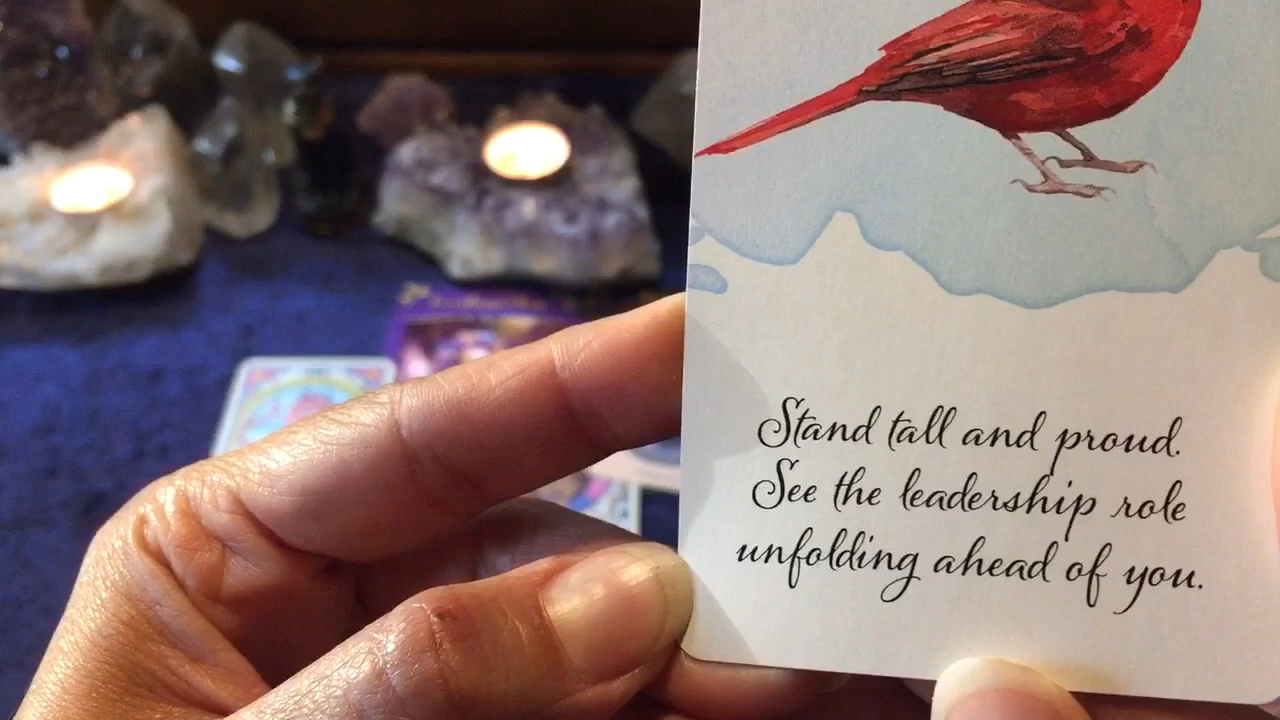 Stand tall and proud.
See the leadership role
unfolding ahead of you.